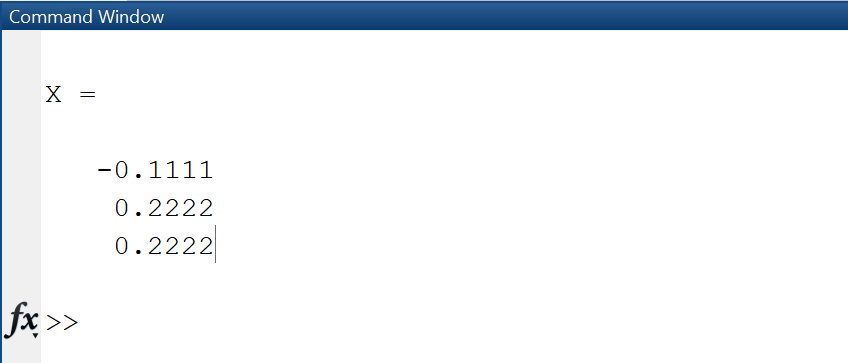 Command Window
X =
-0.1111
0.2222
0.2222
fx >>